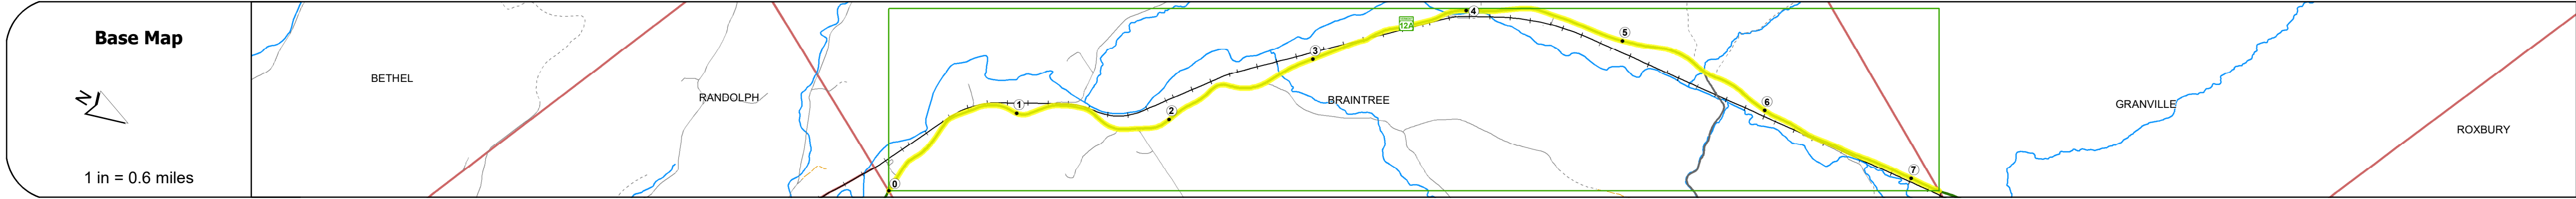 Base Map
N
1 in = 0.6 miles
BETHEL
RANDOLPH
0
1
2
3
BRAINTREE
12A
4
5
6
7
GRANVILLE
ROXBURY